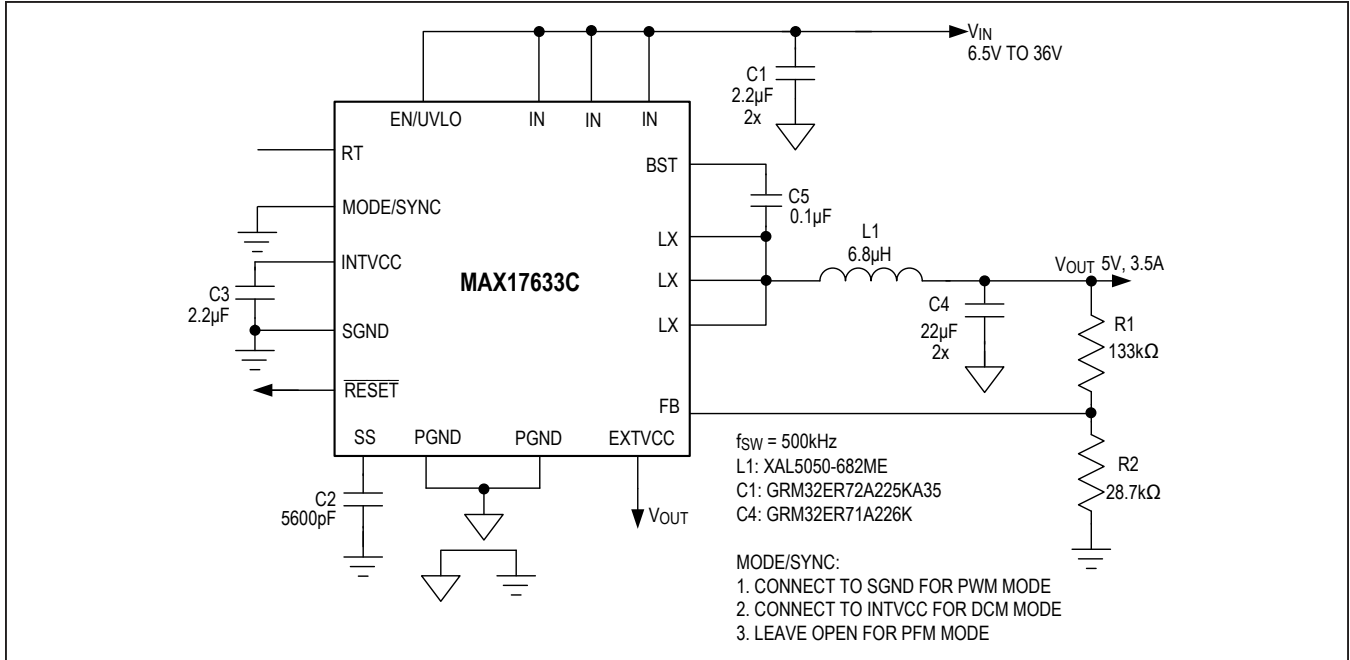 VIN
6.5V TO 36V
C1
2.2µF
2x
EN/UVLO
IN
IN
IN
RT
BST
C5
0.1µF
MODE/SYNC
LX
L1
6.8µH
INTVCC
MAX17633C
LX
VOUT 5V, 3.5A
C3
2.2µF
C4
22µF
2x
SGND
LX
R1
133kΩ
RESET
FB
SS
PGND
PGND
EXTVCC
fSW = 500kHz
L1: XAL5050-682ME
C1: GRM32ER72A225KA35
C4: GRM32ER71A226K
R2
28.7kΩ
C2
5600pF
VOUT
MODE/SYNC:
1. CONNECT TO SGND FOR PWM MODE
2. CONNECT TO INTVCC FOR DCM MODE
3. LEAVE OPEN FOR PFM MODE